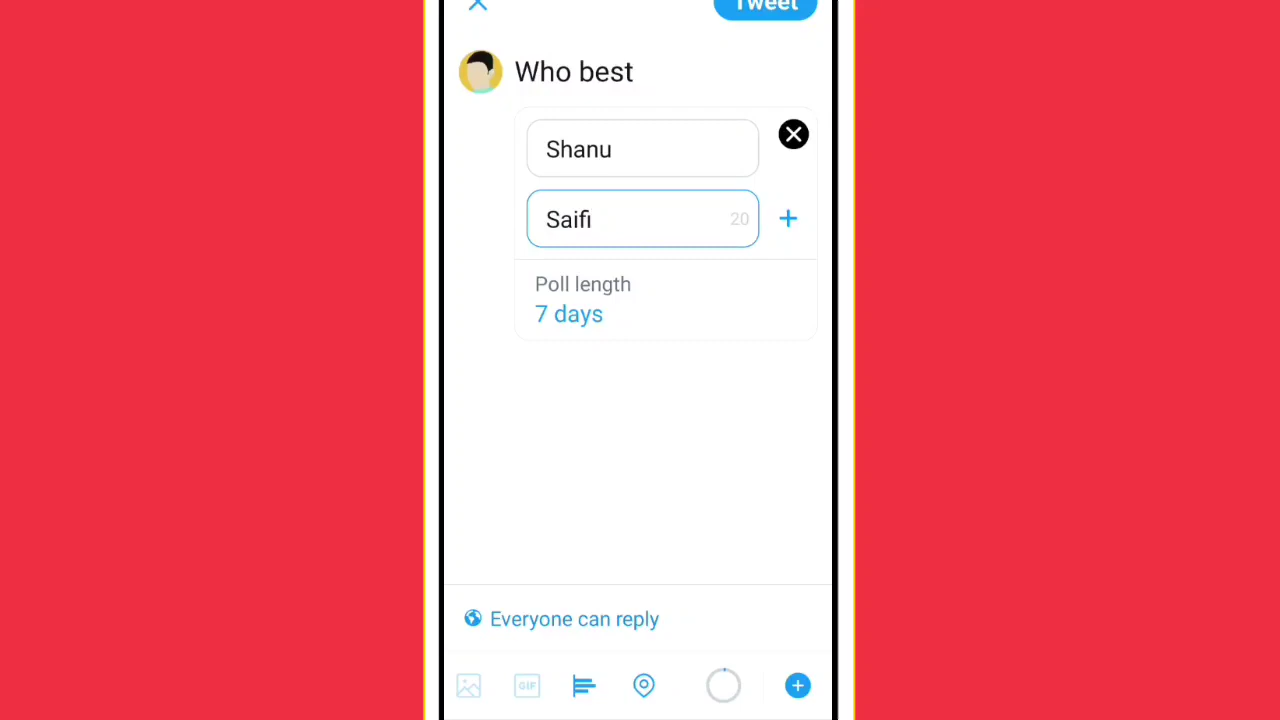 Tweet
Who best
Shanu
Saifi 20
Poll length
7 days
Everyone can reply
GIF